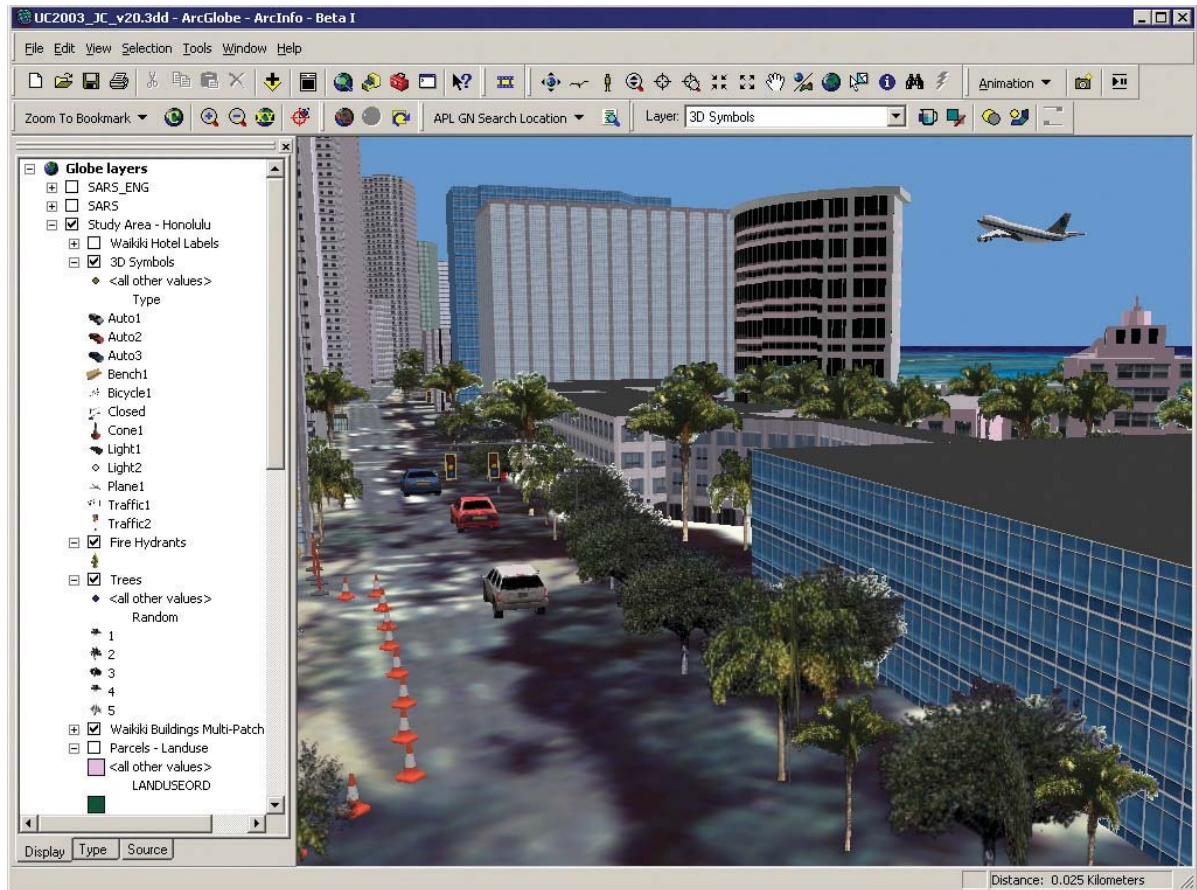 UC2003_JC_v20.3dd - ArcGlobe - ArcInfo - Beta I
File Edit View Selection Tools Window Help
Animation
Zoom To Bookmark APL GN Search Location Layer: 3D Symbols
Globe layers
SARS_ENG
SARS
Study Area - Honolulu
Waikiki Hotel Labels
3D Symbols
<all other values>
Type
Auto1
Auto2
Auto3
Bench1
Bicycle1
Closed
Cone1
Light1
Light2
Plane1
Traffic1
Traffic2
Fire Hydrants
Trees
<all other values>
Random
1
2
3
4
5
Waikiki Buildings Multi-Patch
Parcels - Landuse
<all other values>
LANDUSEORD
Display Type Source
Distance: 0.025 Kilometers